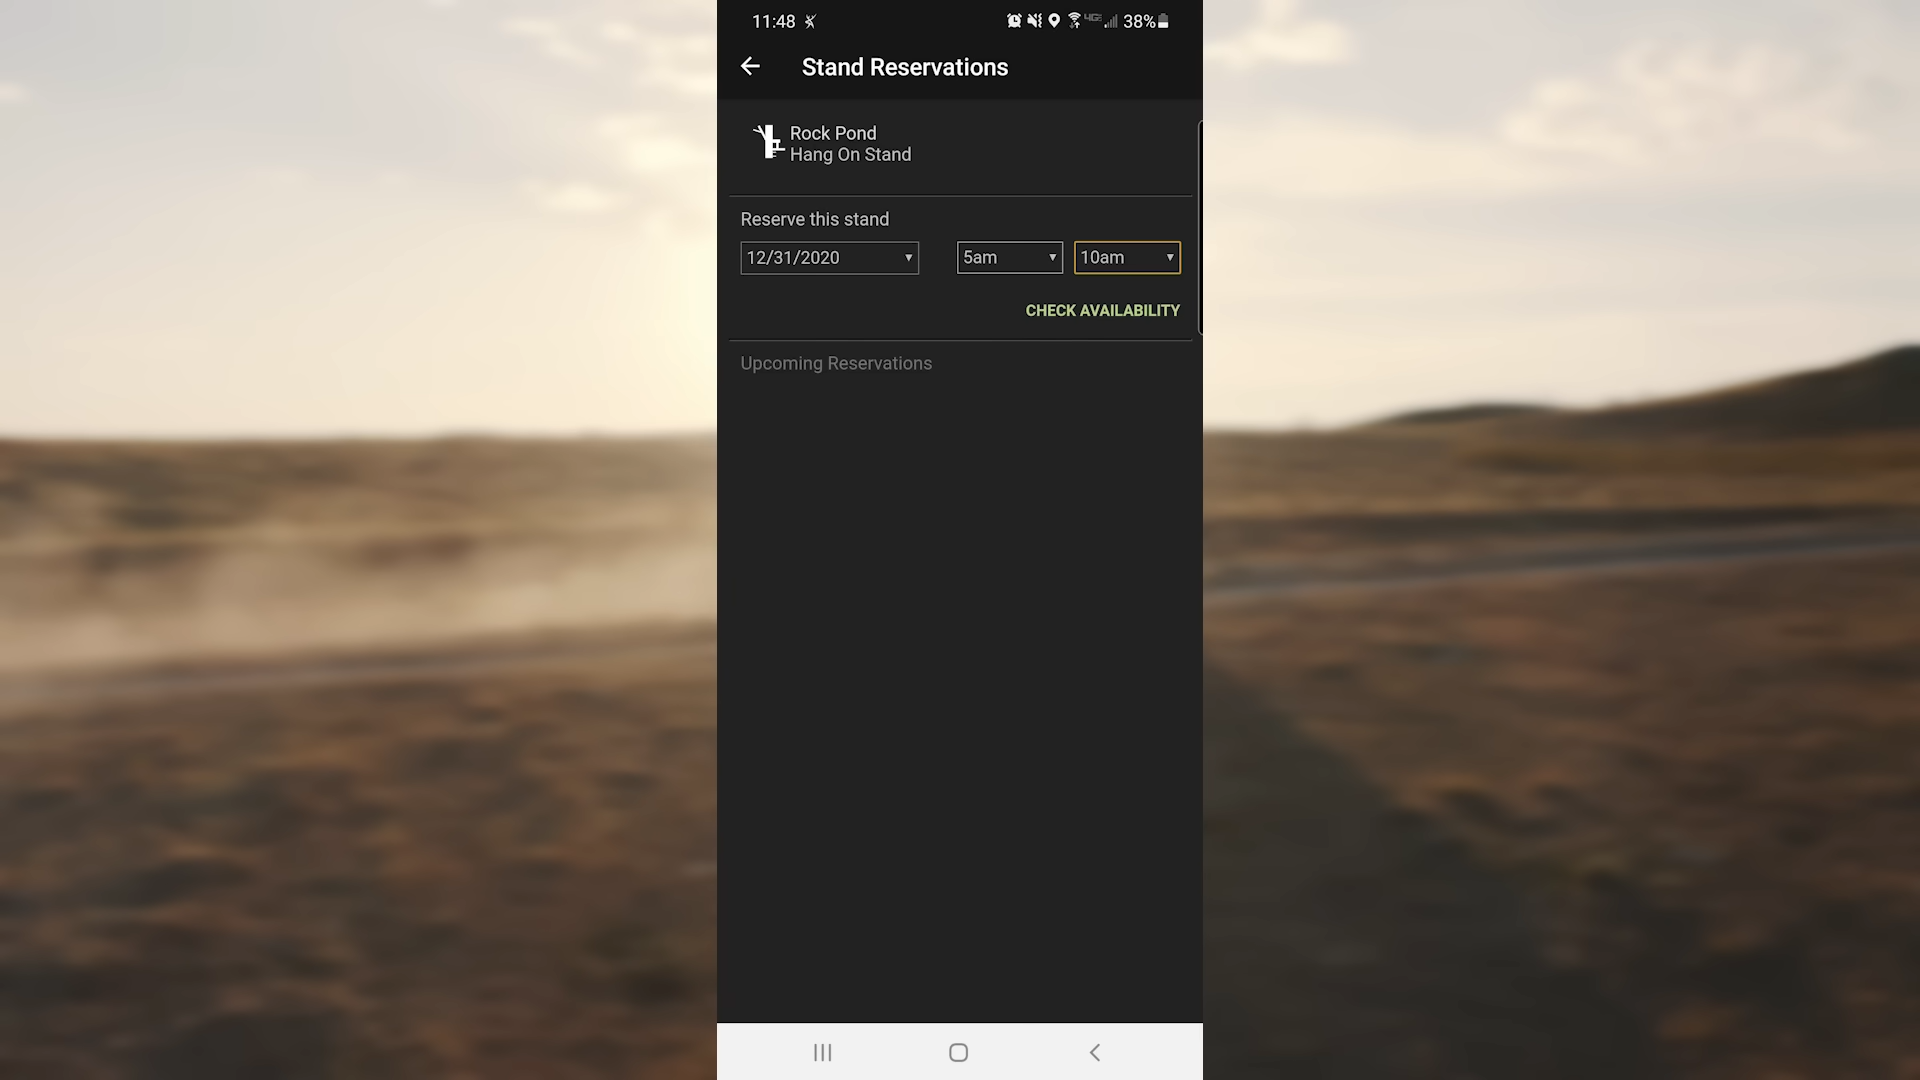 11:48
38%
Stand Reservations
Rock Pond
Hang On Stand
Reserve this stand
12/31/2020 5am 10am
CHECK AVAILABILITY
Upcoming Reservations